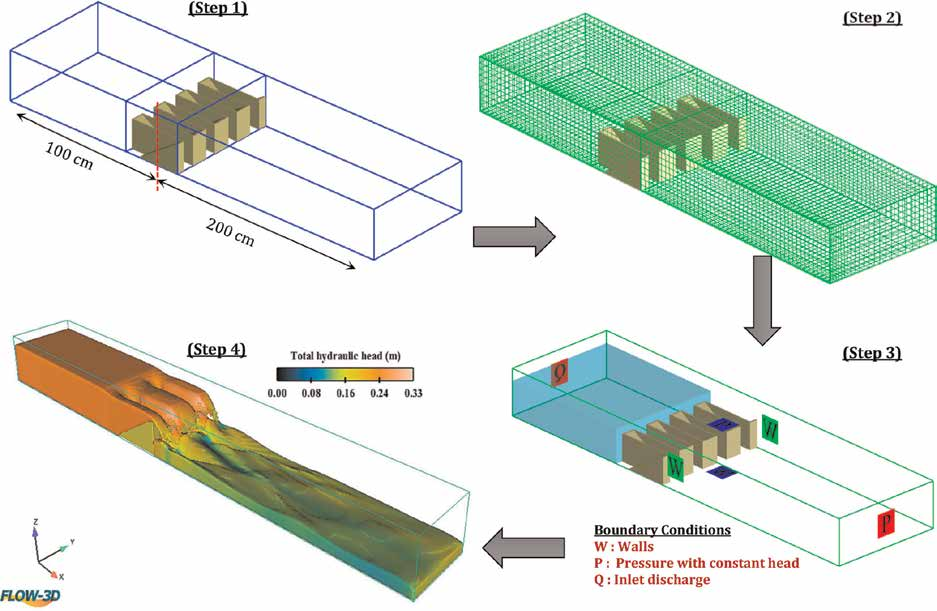 (Step 1)
100 cm
200 cm
(Step 2)
(Step 3)
Q
W
W
P
Boundary Conditions
W : Walls
P : Pressure with constant head
Q : Inlet discharge
(Step 4)
Total hydraulic head (m)
0.00 0.08 0.16 0.24 0.33
Z
Y
X
FLOW-3D